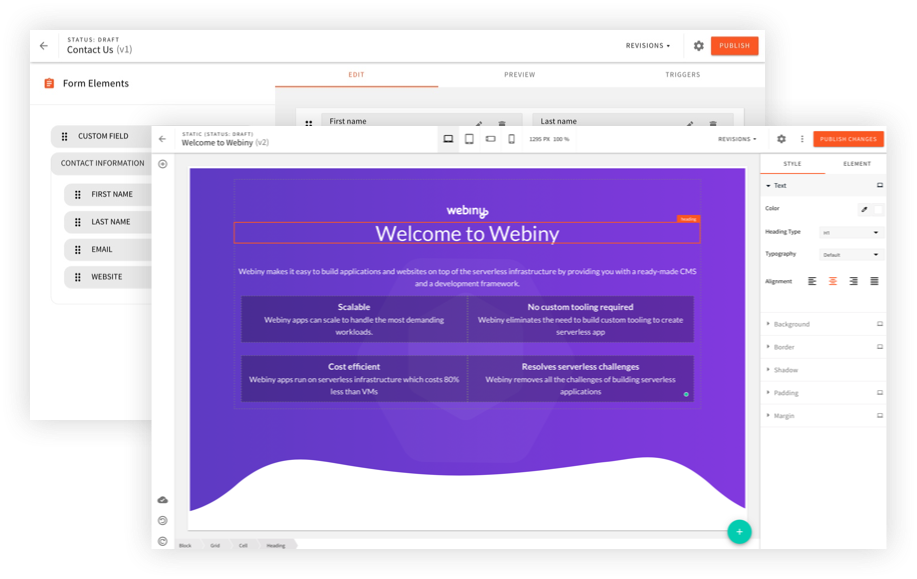 STATUS: DRAFT
Contact Us (v1)
REVISIONS
PUBLISH
Form Elements
EDIT
PREVIEW
TRIGGERS
First name
Last name
CUSTOM FIELD
CONTACT INFORMATION
FIRST NAME
LAST NAME
EMAIL
WEBSITE
STATIC (STATUS: DRAFT)
Welcome to Webiny (v2)
1295 PX 100 %
REVISIONS
PUBLISH CHANGES
STYLE
ELEMENT
Text
Color
Heading Type
H1
Typography
Default
Alignment
Background
Border
Shadow
Padding
Margin
webiny
Heading
Welcome to Webiny
Webiny makes it easy to build applications and websites on top of the serverless infrastructure by providing you with a ready-made CMS
and a development framework.
Scalable
Webiny apps can scale to handle the most demanding
workloads.
No custom tooling required
Webiny eliminates the need to build custom tooling to create
serverless app
Cost efficient
Webiny apps run on serverless infrastructure which costs 80%
less than VMs
Resolves serverless challenges
Webiny removes all the challenges of building serverless
applications
Block
Grid
Cell
Heading